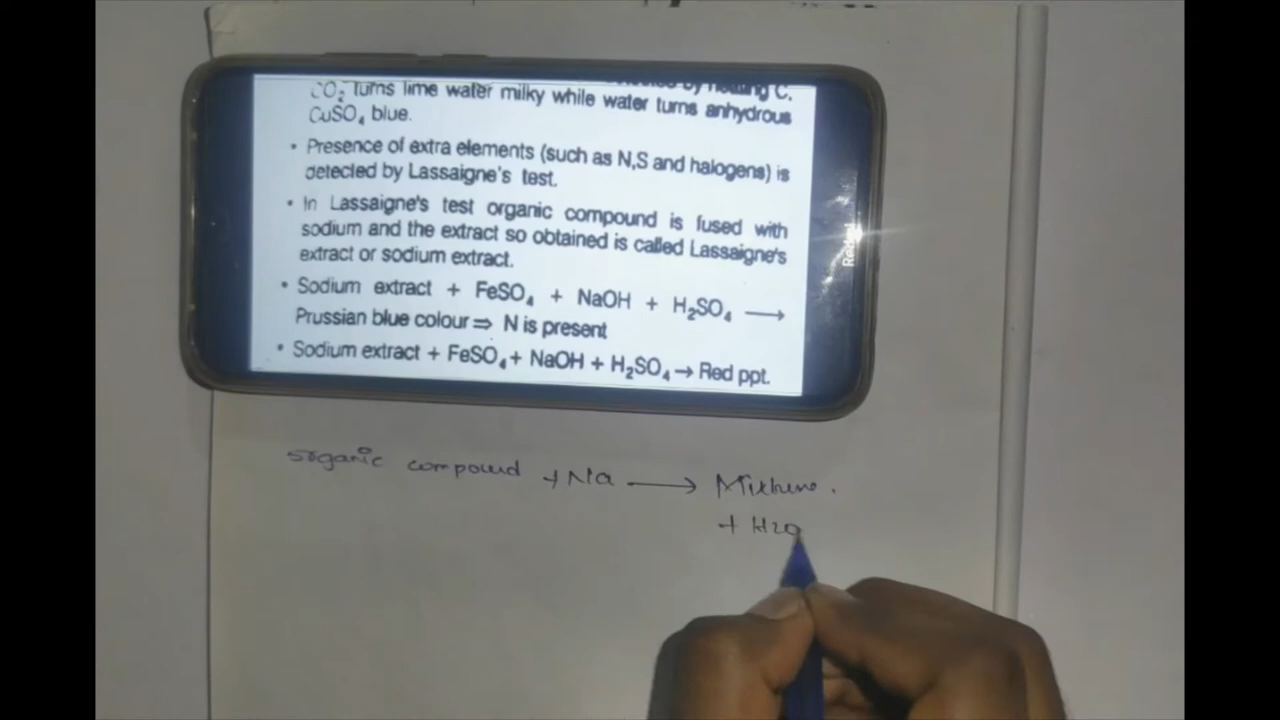 CO₂ Turns lime water milky while water turns anhydrous
CuSO₄ blue.
• Presence of extra elements (such as N,S and halogens) is
detected by Lassaigne's test.
• In Lassaigne's test organic compound is fused with
sodium and the extract so obtained is called Lassaigne's
extract or sodium extract.
• Sodium extract + FeSO₄ + NaOH + H₂SO₄ ⟶
Prussian blue colour ⇒ N is present
• Sodium extract + FeSO₄ + NaOH + H₂SO₄ → Red ppt.
organic compound + Na ⟶
+ H2O